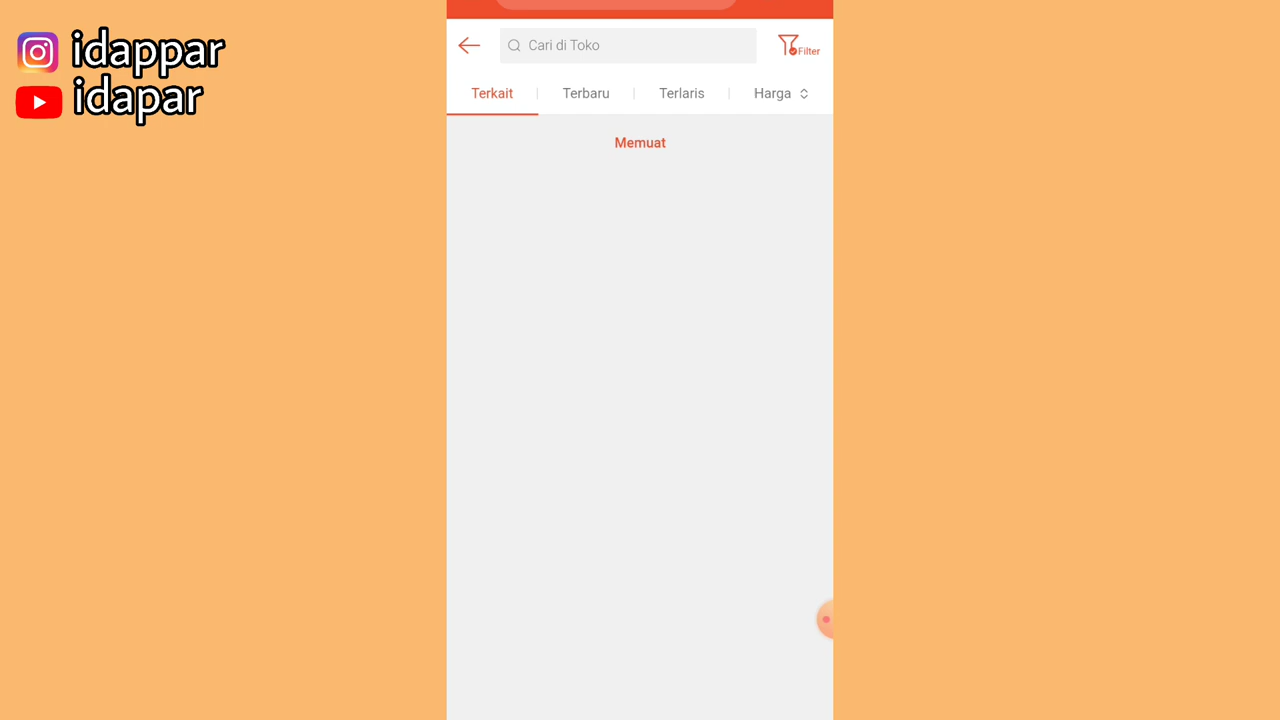 idappar
idapar
Cari di Toko
Filter
Terkait
Terbaru
Terlaris
Harga
Memuat